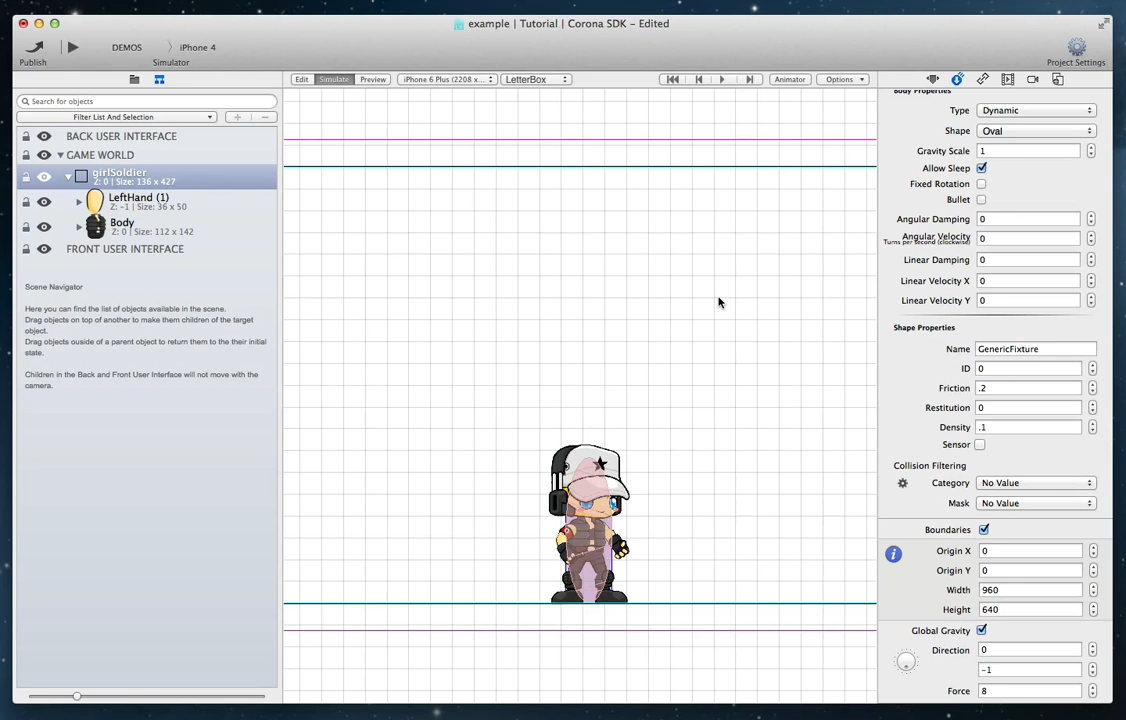 example | Tutorial | Corona SDK – Edited
DEMOS
iPhone 4
Publish
Simulator
Project Settings
Edit
Simulate
Preview
iPhone 6 Plus (2208 x...
LetterBox
Animator
Options
Search for objects
Filter List And Selection
BACK USER INTERFACE
GAME WORLD
girlSoldier
Z: 0 | Size: 136 x 427
LeftHand (1)
Z: -1 | Size: 36 x 50
Body
Z: 0 | Size: 112 x 142
FRONT USER INTERFACE
Scene Navigator
Here you can find the list of objects available in the scene.
Drag objects on top of another to make them children of the target
object.
Drag objects ouside of a parent object to return them to the their initial
state.
Children in the Back and Front User Interface will not move with the
camera.
Body Properties
Type Dynamic
Shape Oval
Gravity Scale 1
Allow Sleep
Fixed Rotation
Bullet
Angular Damping 0
Angular Velocity 0
Turns per second (clockwise)
Linear Damping 0
Linear Velocity X 0
Linear Velocity Y 0
Shape Properties
Name GenericFixture
ID 0
Friction .2
Restitution 0
Density .1
Sensor
Collision Filtering
Category No Value
Mask No Value
Boundaries
Origin X 0
Origin Y 0
Width 960
Height 640
Global Gravity
Direction 0
-1
Force 8